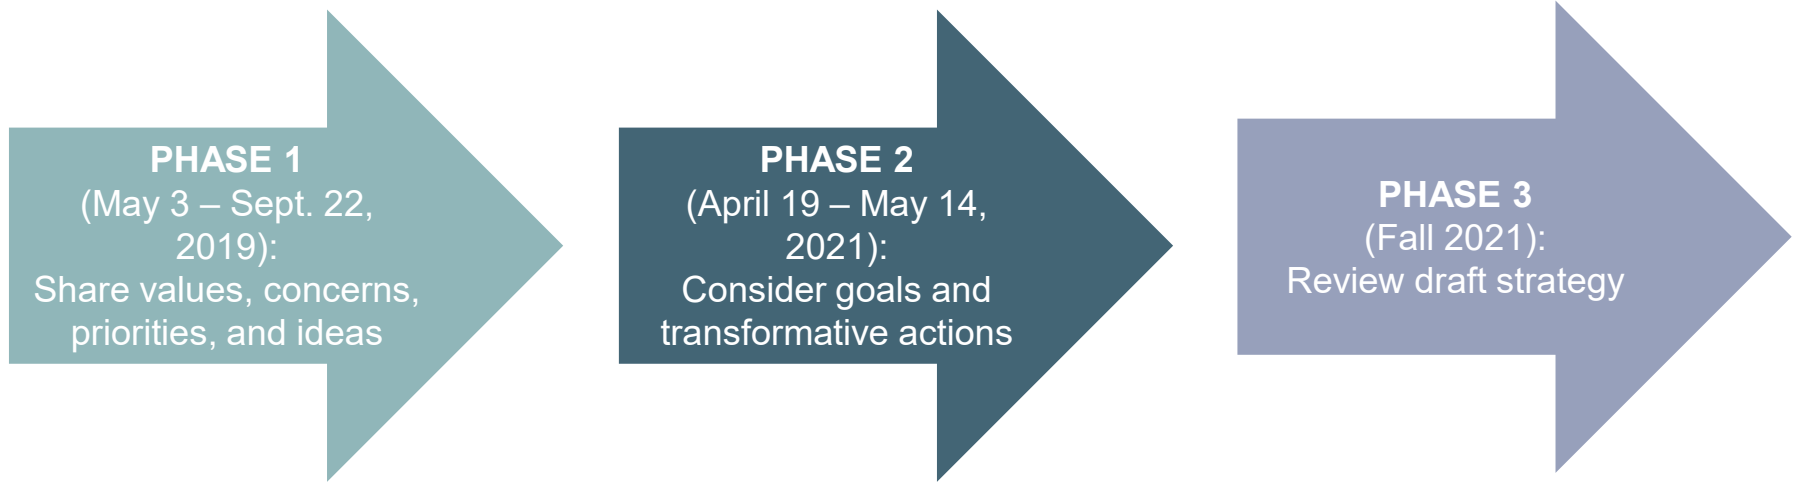 PHASE 1
(May 3 – Sept. 22,
2019):
Share values, concerns,
priorities, and ideas
PHASE 2
(April 19 – May 14,
2021):
Consider goals and
transformative actions
PHASE 3
(Fall 2021):
Review draft strategy